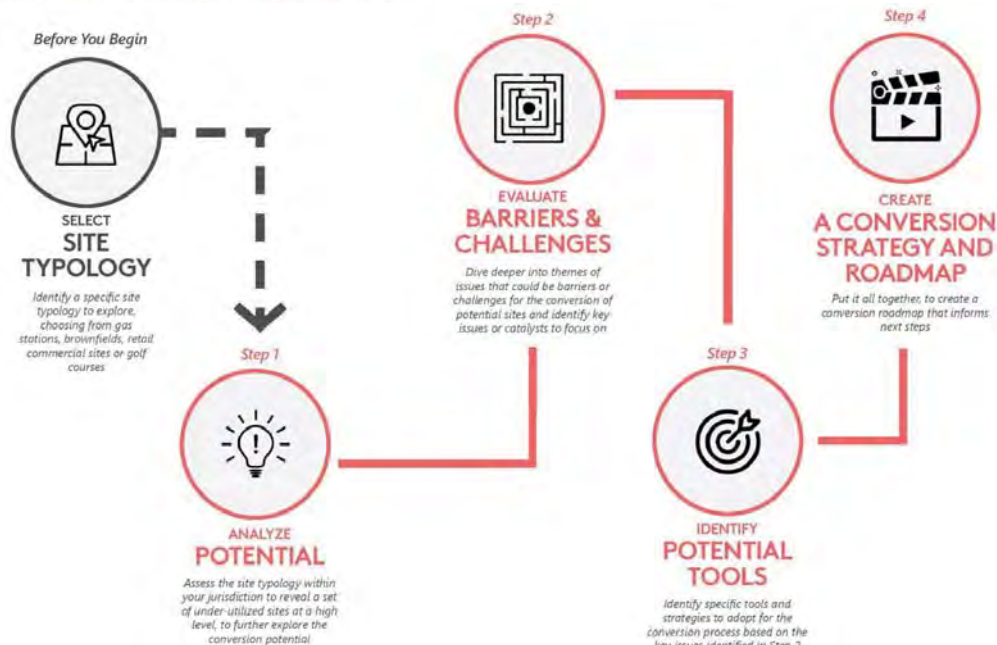 Before You Begin
SELECT
SITE
TYPOLOGY
Identify a specific site
typology to explore,
choosing from gas
stations, brownfields, retail
commercial sites or golf
courses
Step 1
ANALYZE
POTENTIAL
Assess the site typology within
your jurisdiction to reveal a set
of under-utilized sites at a high
level, to further explore the
conversion potential
Step 2
EVALUATE
BARRIERS &
CHALLENGES
Dive deeper into themes of
issues that could be barriers or
challenges for the conversion of
potential sites and identify key
issues or catalysts to focus on
Step 3
IDENTIFY
POTENTIAL
TOOLS
Identify specific tools and
strategies to adopt for the
conversion process based on the
key issues identified in Step 2
Step 4
CREATE
A CONVERSION
STRATEGY AND
ROADMAP
Put it all together, to create a
conversion roadmap that informs
next steps